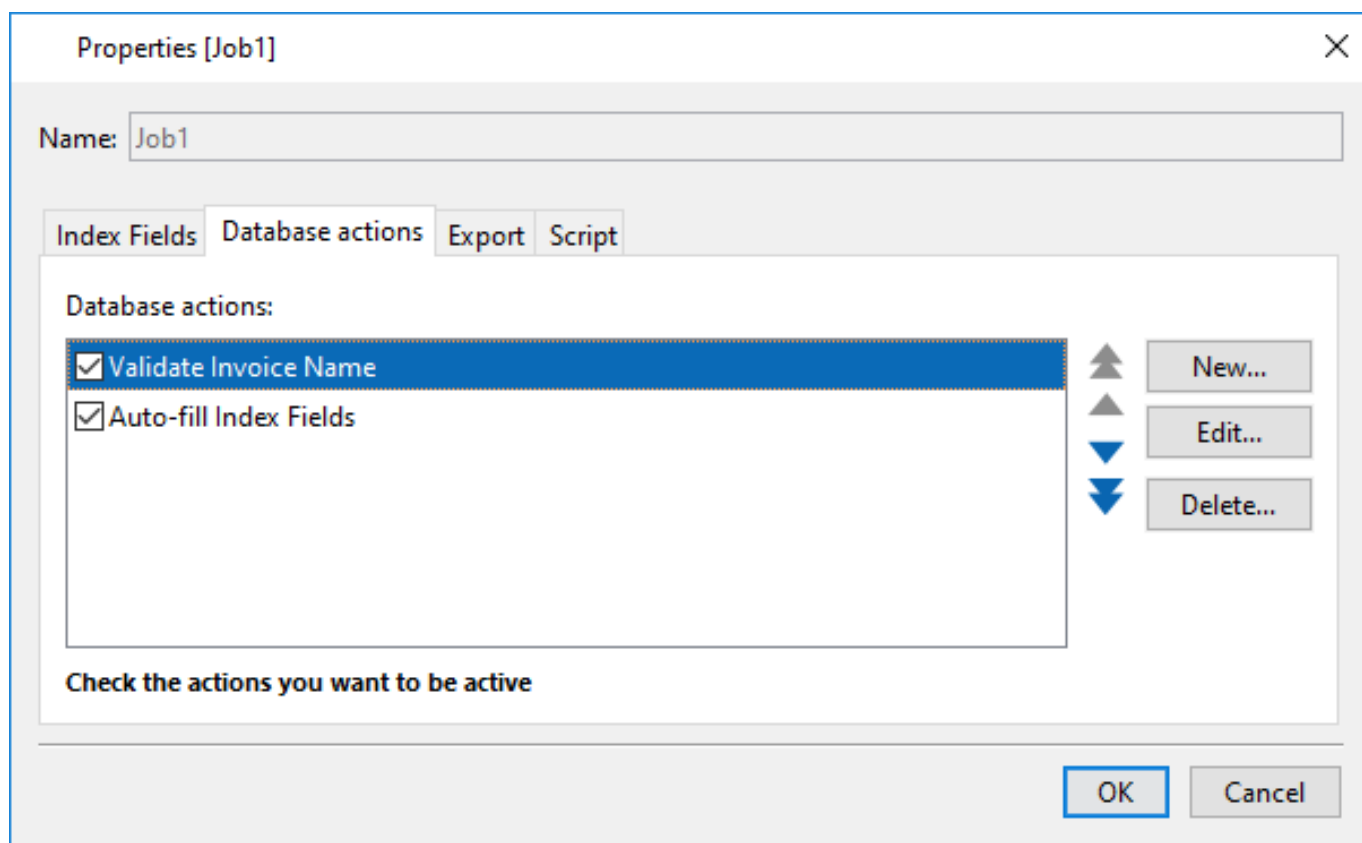 Properties [Job1]
Name: Job1
Index Fields Database actions Export Script
Database actions:
Validate Invoice Name
Auto-fill Index Fields
New...
Edit...
Delete...
Check the actions you want to be active
OK Cancel